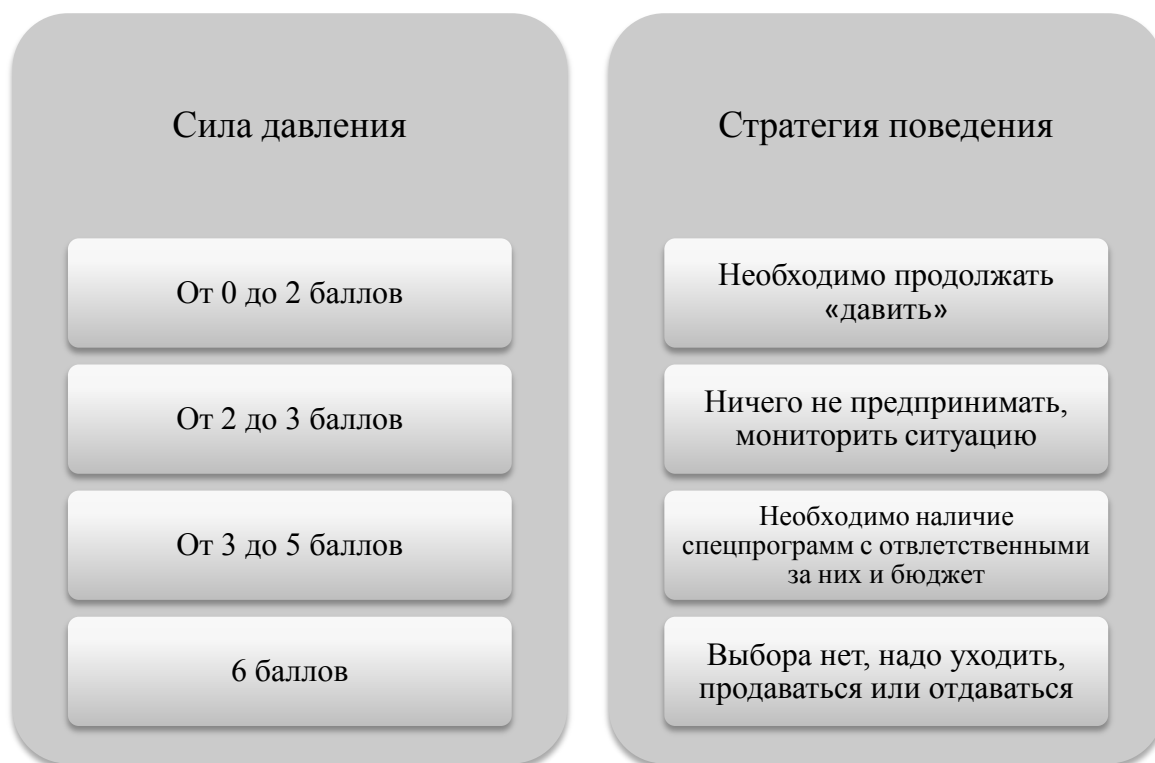 Сила давления
От 0 до 2 баллов
От 2 до 3 баллов
От 3 до 5 баллов
6 баллов
Стратегия поведения
Необходимо продолжать
«давить»
Ничего не предпринимать,
мониторить ситуацию
Необходимо наличие
спецпрограмм с отвлетственными
за них и бюджет
Выбора нет, надо уходить,
продаваться или отдаваться